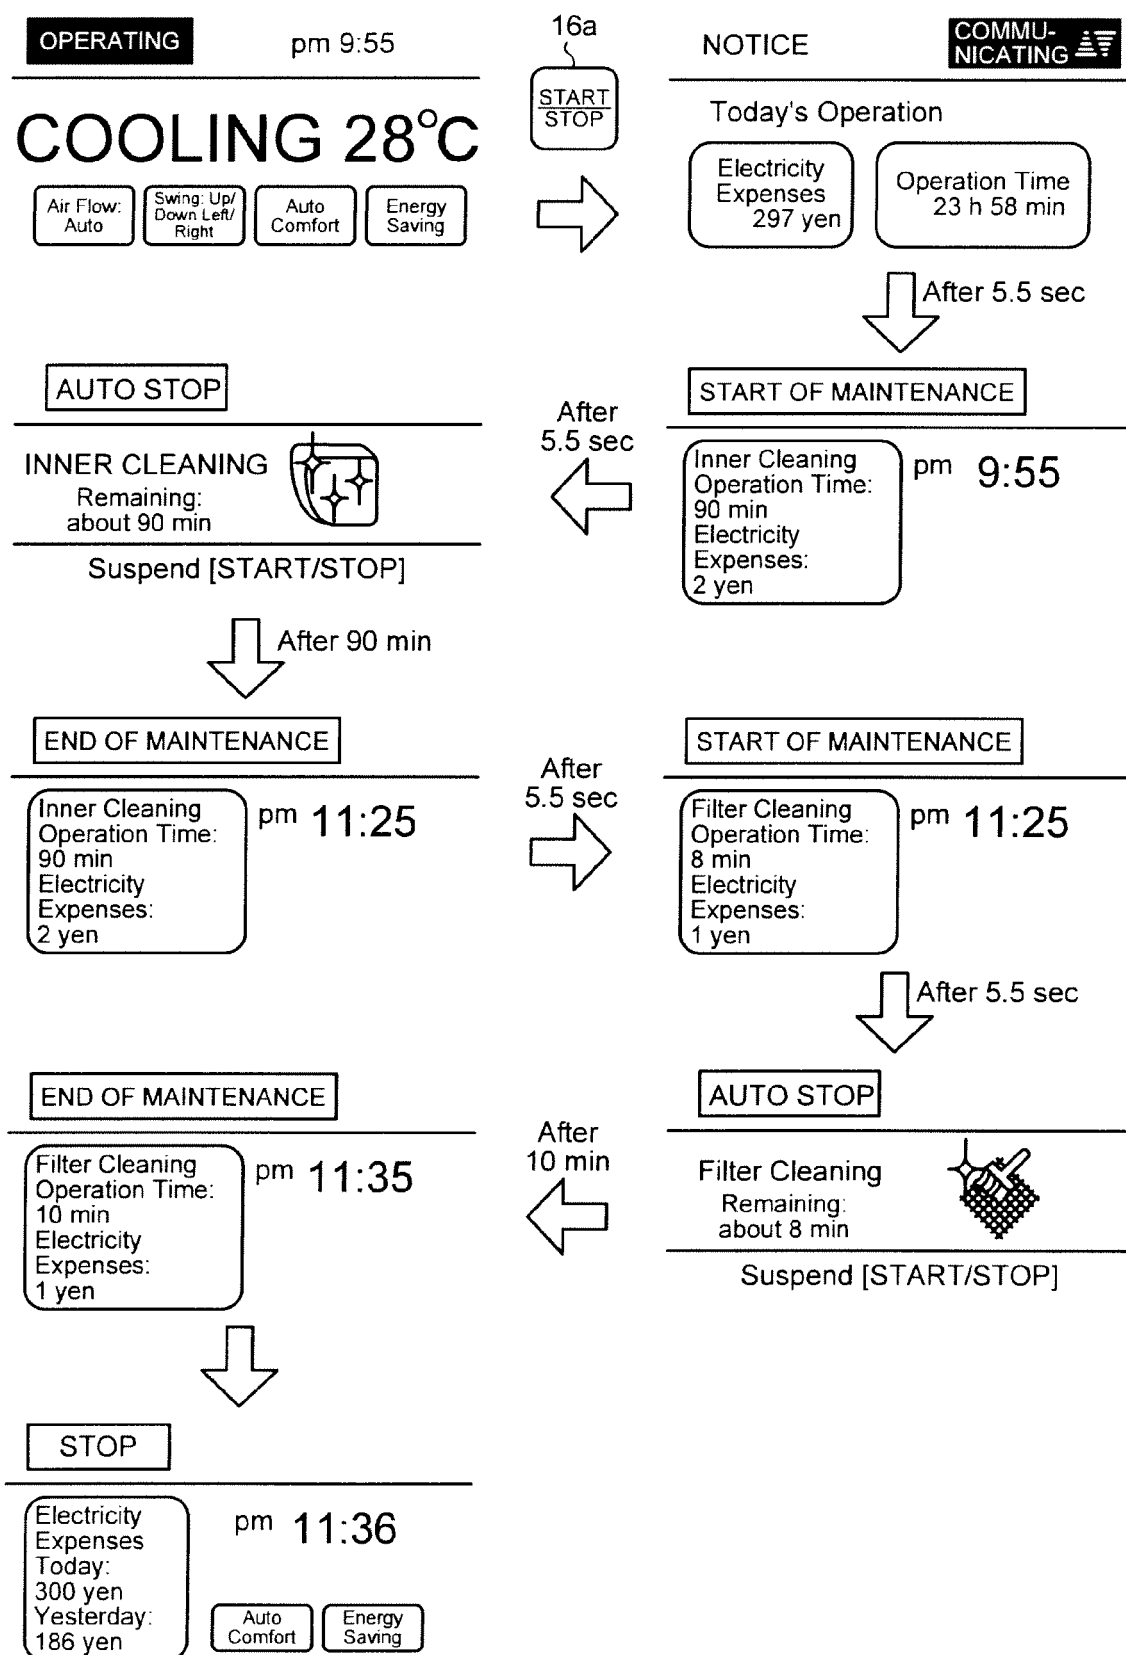 OPERATING
pm 9:55
COOLING 28°C
Air Flow:
Auto
Swing: Up/
Down Left/
Right
Auto
Comfort
Energy
Saving
16a
START
STOP
NOTICE
COMMU-
NICATING
Today's Operation
Electricity
Expenses
297 yen
Operation Time
23 h 58 min
After 5.5 sec
START OF MAINTENANCE
Inner Cleaning
Operation Time:
90 min
Electricity
Expenses:
2 yen
pm 9:55
After
5.5 sec
AUTO STOP
INNER CLEANING
Remaining:
about 90 min
Suspend [START/STOP]
After 90 min
END OF MAINTENANCE
Inner Cleaning
Operation Time:
90 min
Electricity
Expenses:
2 yen
pm 11:25
After
5.5 sec
START OF MAINTENANCE
Filter Cleaning
Operation Time:
8 min
Electricity
Expenses:
1 yen
pm 11:25
After 5.5 sec
AUTO STOP
Filter Cleaning
Remaining:
about 8 min
Suspend [START/STOP]
After
10 min
END OF MAINTENANCE
Filter Cleaning
Operation Time:
10 min
Electricity
Expenses:
1 yen
pm 11:35
STOP
Electricity
Expenses
Today:
300 yen
Yesterday:
186 yen
pm 11:36
Auto
Comfort
Energy
Saving